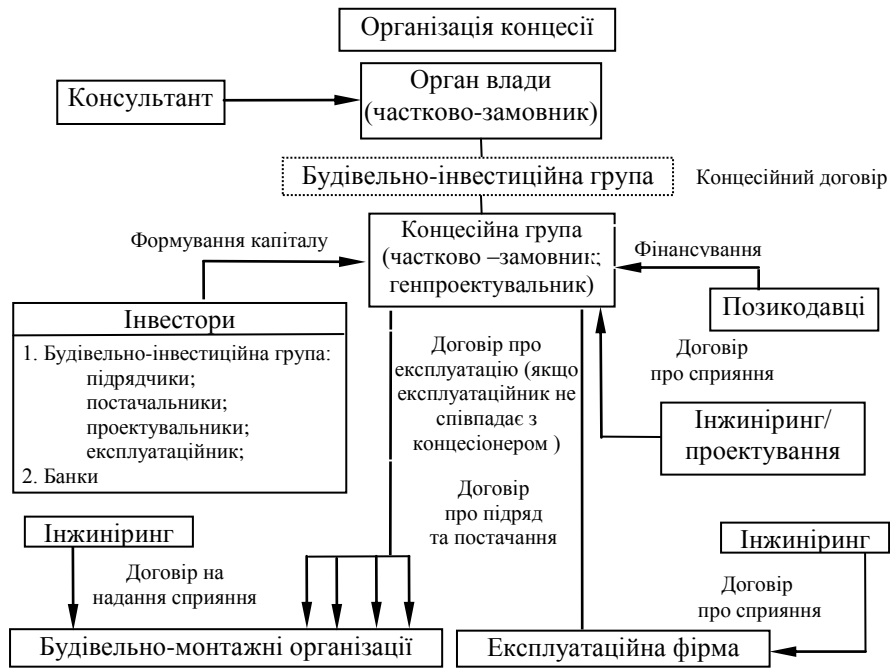 Організація концесії
Орган влади
(частково-замовник)
Консультант
Будівельно-інвестиційна група
Концесійний договір
Концесійна група
(частково –замовник;
генпроектувальник)
Формування капіталу
Фінансування
Інвестори
1. Будівельно-інвестиційна група:
підрядчики;
постачальники;
проектувальники;
експлуатаційник;
2. Банки
Позикодавці
Договір про
експлуатацію (якщо
експлуатаційник не
співпадає з
концесіонером )
Договір
про сприяння
Інжиніринг/
проектування
Договір
про підряд
та постачання
Інжиніринг
Договір на
надання сприяння
Інжиніринг
Договір
про сприяння
Будівельно-монтажні організації
Експлуатаційна фірма